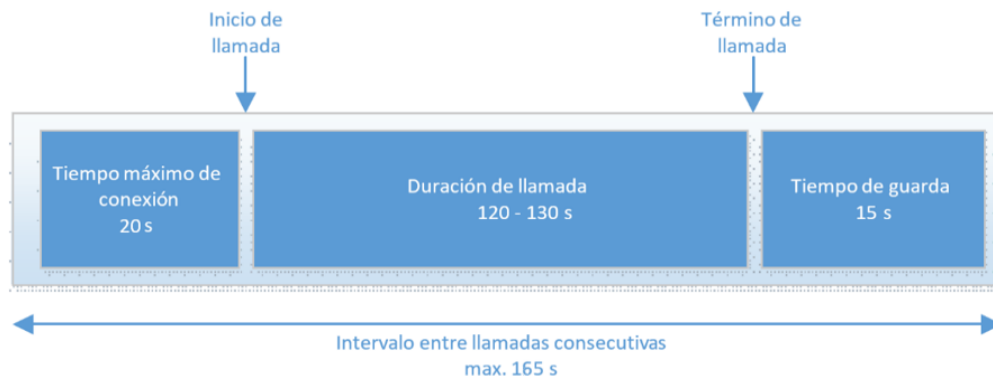 Inicio de
llamada
Término de
llamada
Tiempo máximo de
conexión
20 s
Duración de llamada
120 - 130 s
Tiempo de guarda
15 s
Intervalo entre llamadas consecutivas
max. 165 s